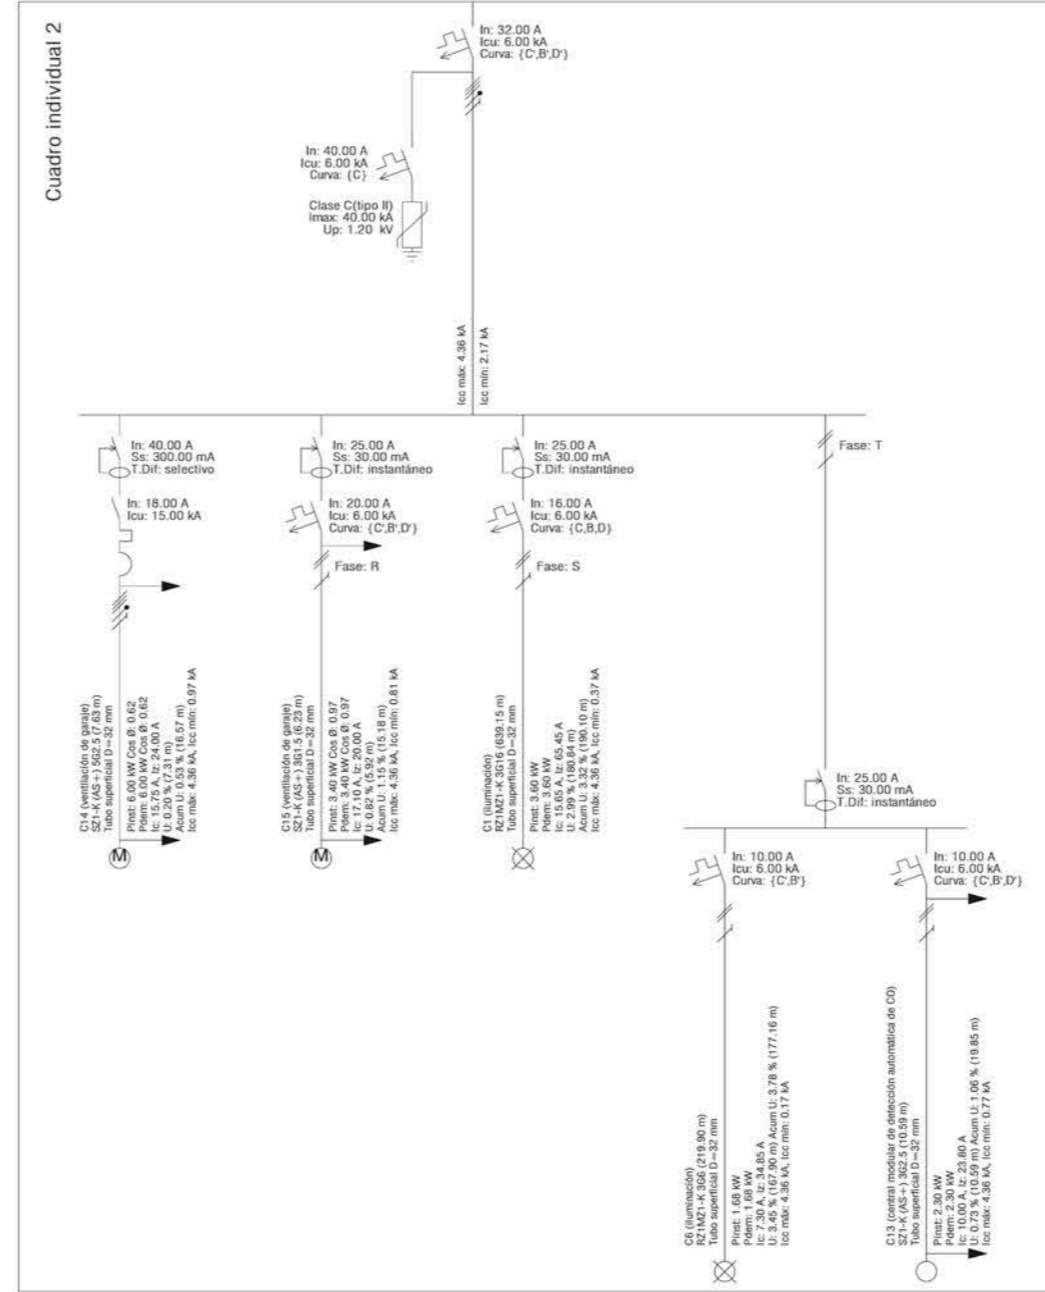 Cuadro individual 2
In: 32.00 A
Icu: 6.00 kA
Curva: {C',B',D'}
In: 40.00 A
Icu: 6.00 kA
Curva: {C}
Clase C(tipo II)
Imax: 40.00 kA
Up: 1.20 kV
Icc máx: 4.36 kA
Icc mín: 2.17 kA
In: 40.00 A
Ss: 300.00 mA
T.Dif: selectivo
In: 18.00 A
Icu: 15.00 kA
C14 (ventilación de garaje)
SZ1-K (AS+) 5G2.5 (7.63 m)
Tubo superficial D=32 mm
Pinst: 6.00 kW Cos Ø: 0.62
Pdem: 6.00 kW Cos Ø: 0.62
Ic: 15.75 A, Iz: 24.00 A
U: 0.20 % (7.31 m)
Acum U: 0.53 % (16.57 m)
Icc máx: 4.36 kA, Icc mín: 0.97 kA
M
In: 25.00 A
Ss: 30.00 mA
T.Dif: instantáneo
In: 20.00 A
Icu: 6.00 kA
Curva: {C',B',D'}
Fase: R
C15 (ventilación de garaje)
SZ1-K (AS+) 3G1.5 (6.23 m)
Tubo superficial D=32 mm
Pinst: 3.40 kW Cos Ø: 0.97
Pdem: 3.40 kW Cos Ø: 0.97
Ic: 17.10 A, Iz: 20.00 A
U: 0.82 % (5.92 m)
Acum U: 1.15 % (15.18 m)
Icc máx: 4.36 kA, Icc mín: 0.81 kA
M
In: 25.00 A
Ss: 30.00 mA
T.Dif: instantáneo
In: 16.00 A
Icu: 6.00 kA
Curva: {C,B,D}
Fase: S
C1 (iluminación)
RZ1MZ1-K 3G16 (639.15 m)
Tubo superficial D=32 mm
Pinst: 3.60 kW
Pdem: 3.60 kW
Ic: 15.65 A, Iz: 65.45 A
U: 2.99 % (180.84 m)
Acum U: 3.32 % (190.10 m)
Icc máx: 4.36 kA, Icc mín: 0.37 kA
Fase: T
In: 25.00 A
Ss: 30.00 mA
T.Dif: instantáneo
In: 10.00 A
Icu: 6.00 kA
Curva: {C',B'}
C6 (iluminación)
RZ1MZ1-K 3G6 (219.90 m)
Tubo superficial D=32 mm
Pinst: 1.68 kW
Pdem: 1.68 kW
Ic: 7.30 A, Iz: 34.85 A
U: 3.45 % (167.90 m) Acum U: 3.78 % (177.16 m)
Icc máx: 4.36 kA, Icc mín: 0.17 kA
In: 10.00 A
Icu: 6.00 kA
Curva: {C',B',D'}
C13 (central modular de detección automática de CO)
SZ1-K (AS+) 3G2.5 (10.59 m)
Tubo superficial D=32 mm
Pinst: 2.30 kW
Pdem: 2.30 kW
Ic: 10.00 A, Iz: 23.80 A
U: 0.73 % (10.59 m) Acum U: 1.06 % (19.85 m)
Icc máx: 4.36 kA, Icc mín: 0.77 kA